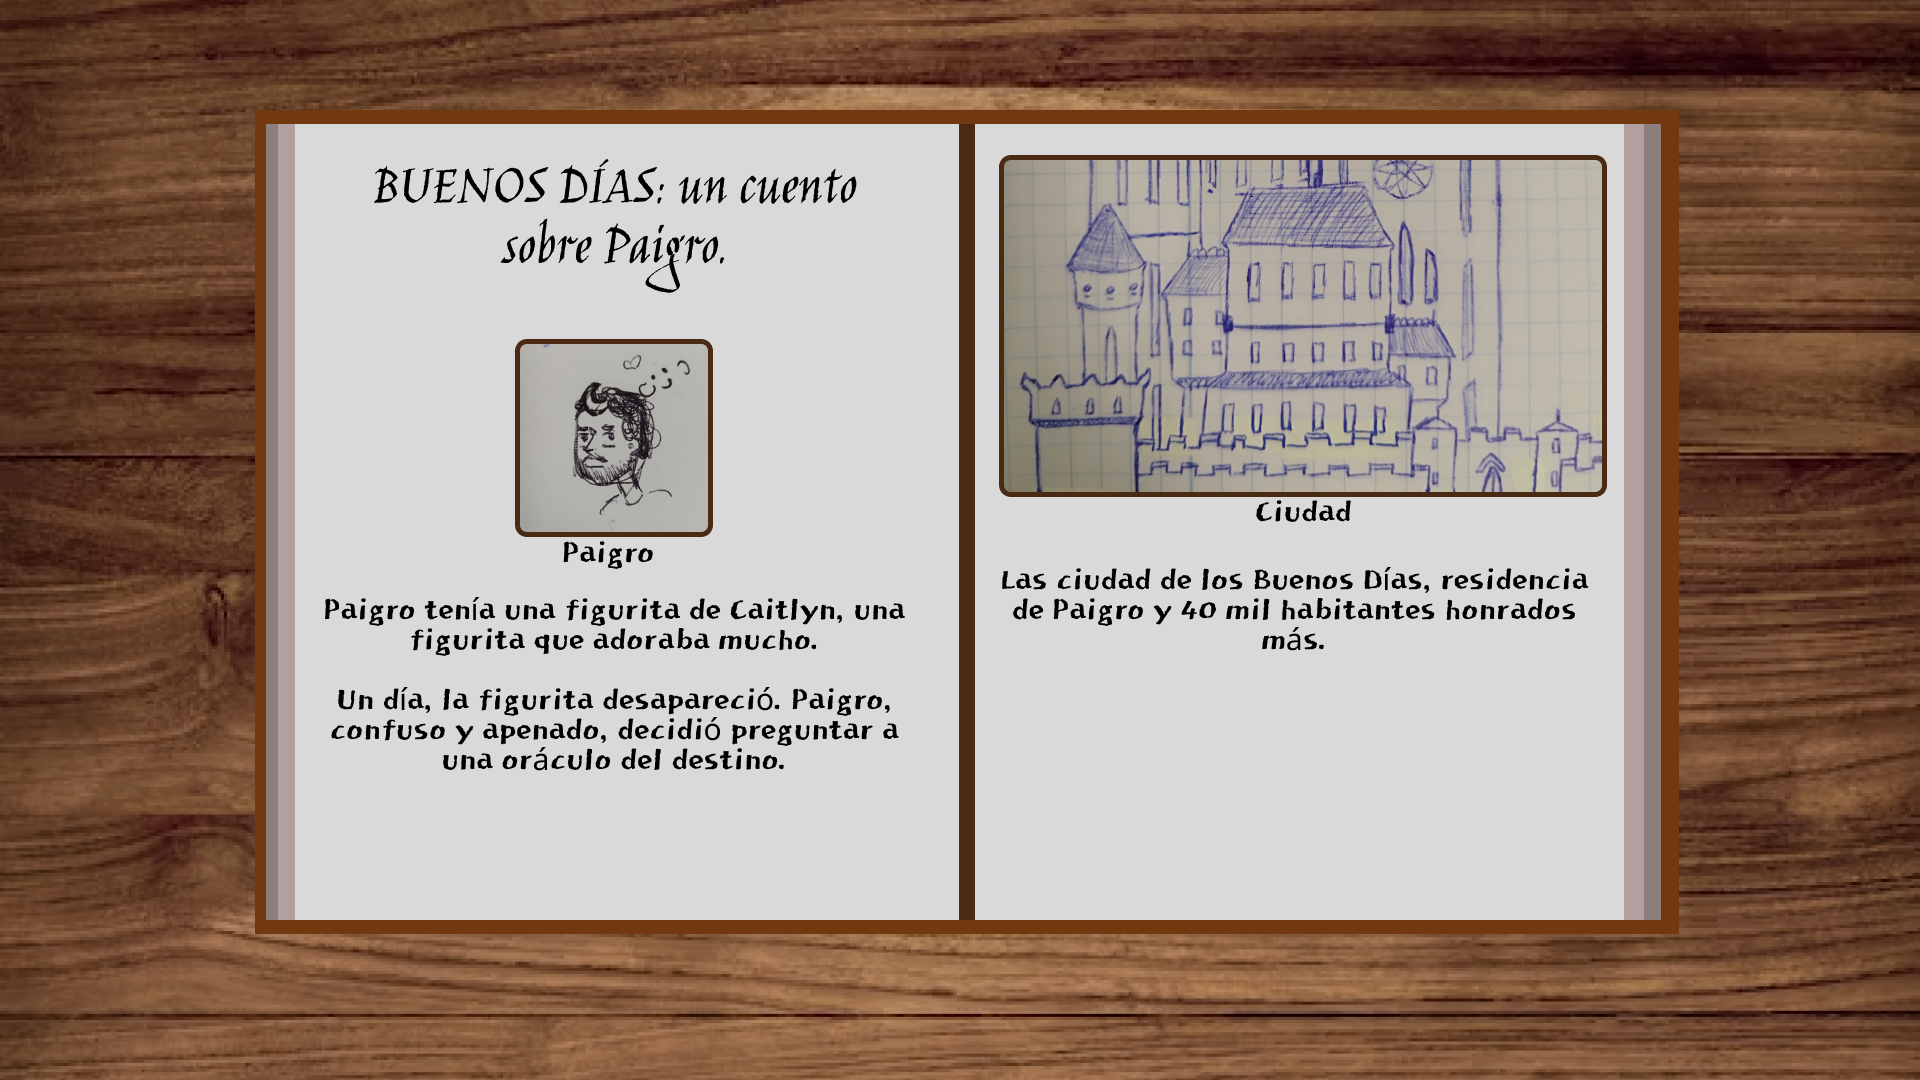 BUENOS DÍAS: un cuento
sobre Paigro.
Paigro
Paigro tenía una figurita de Caitlyn, una
figurita que adoraba mucho.
Un día, la figurita desapareció. Paigro,
confuso y apenado, decidió preguntar a
una oráculo del destino.
Ciudad
Las ciudad de los Buenos Días, residencia
de Paigro y 40 mil habitantes honrados
más.